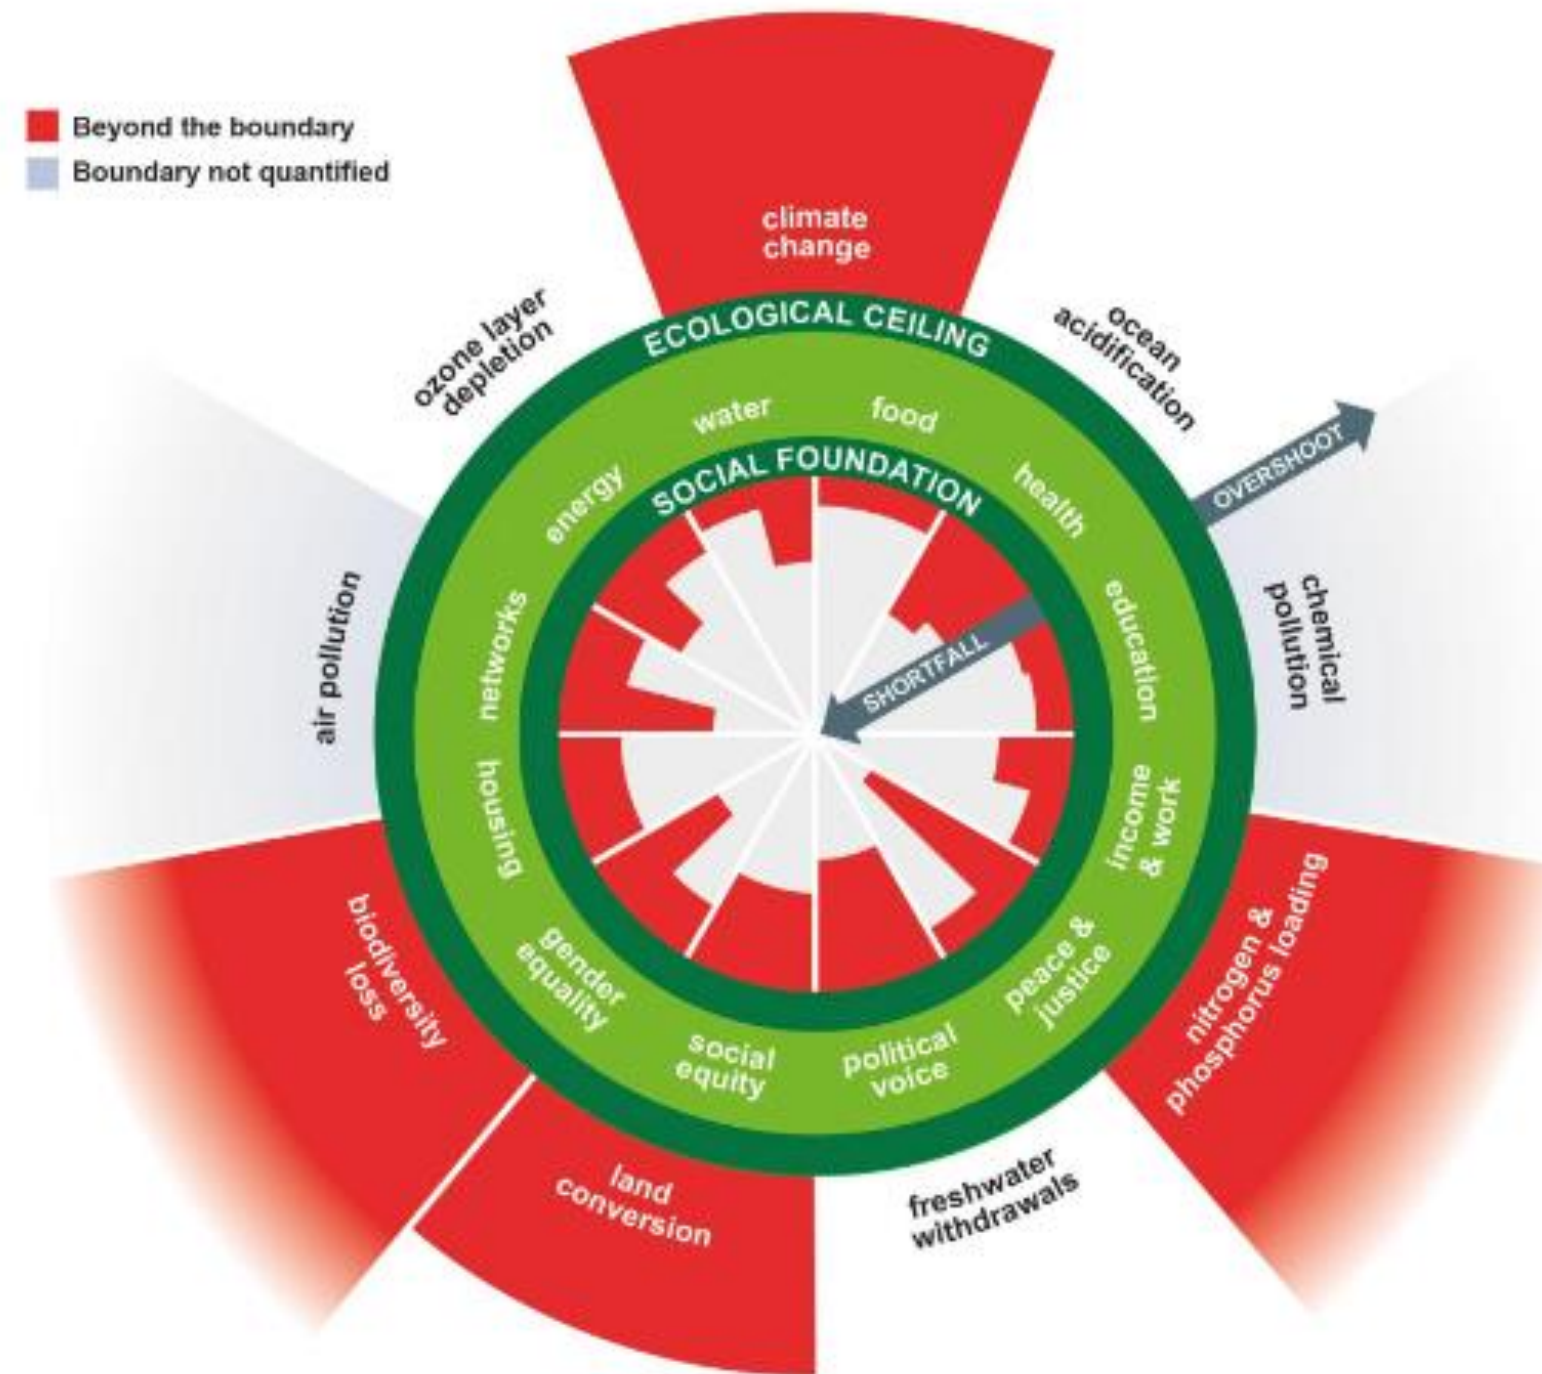 Beyond the boundary
Boundary not quantified
climate
change
ozone layer
depletion
ocean
acidification
ECOLOGICAL CEILING
OVERSHOOT
water
food
energy
health
SOCIAL FOUNDATION
networks
education
air pollution
chemical
pollution
SHORTFALL
housing
income
& work
biodiversity
loss
gender
equality
peace &
justice
nitrogen &
phosphorus loading
social
equity
political
voice
land
conversion
freshwater
withdrawals